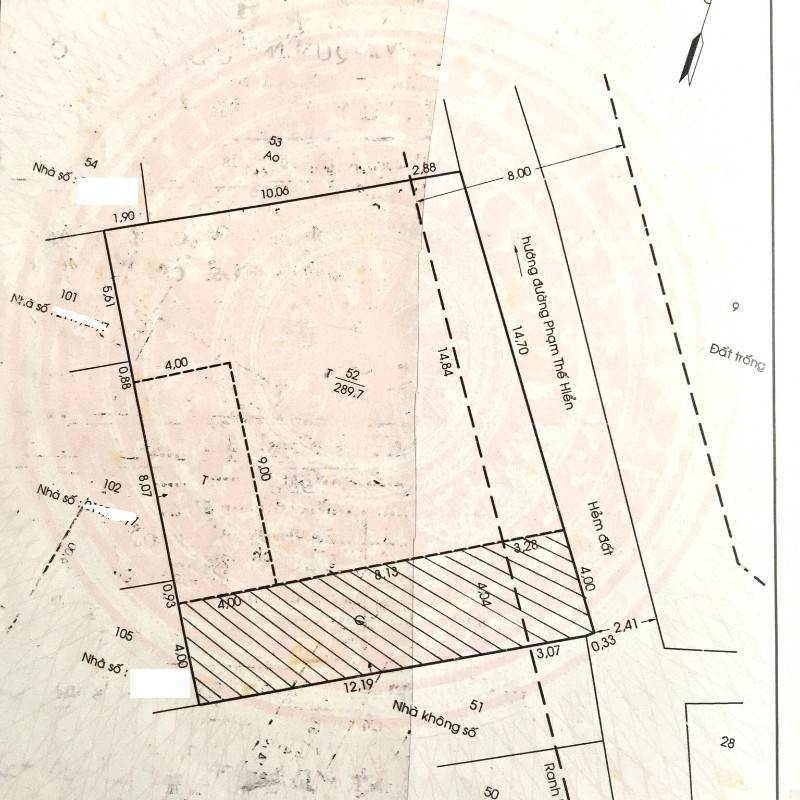 53
Ao
54
Nhà số :
1,90
10,06
2,88
8.00
101
Nhà số :
5,61
0,88
4,00
T 52
289.7
14,84
14,70
hướng đường Phạm Thế Hiển
9
Đất trống
102
Nhà số :
8,07
T
9,00
Hẻm đất
3,28
8,13
4,00
0,93
4,00
4,04
105
Nhà số :
4,00
12,19
3,07
0,33
2,41
51
Nhà không số
28
50
Ranh